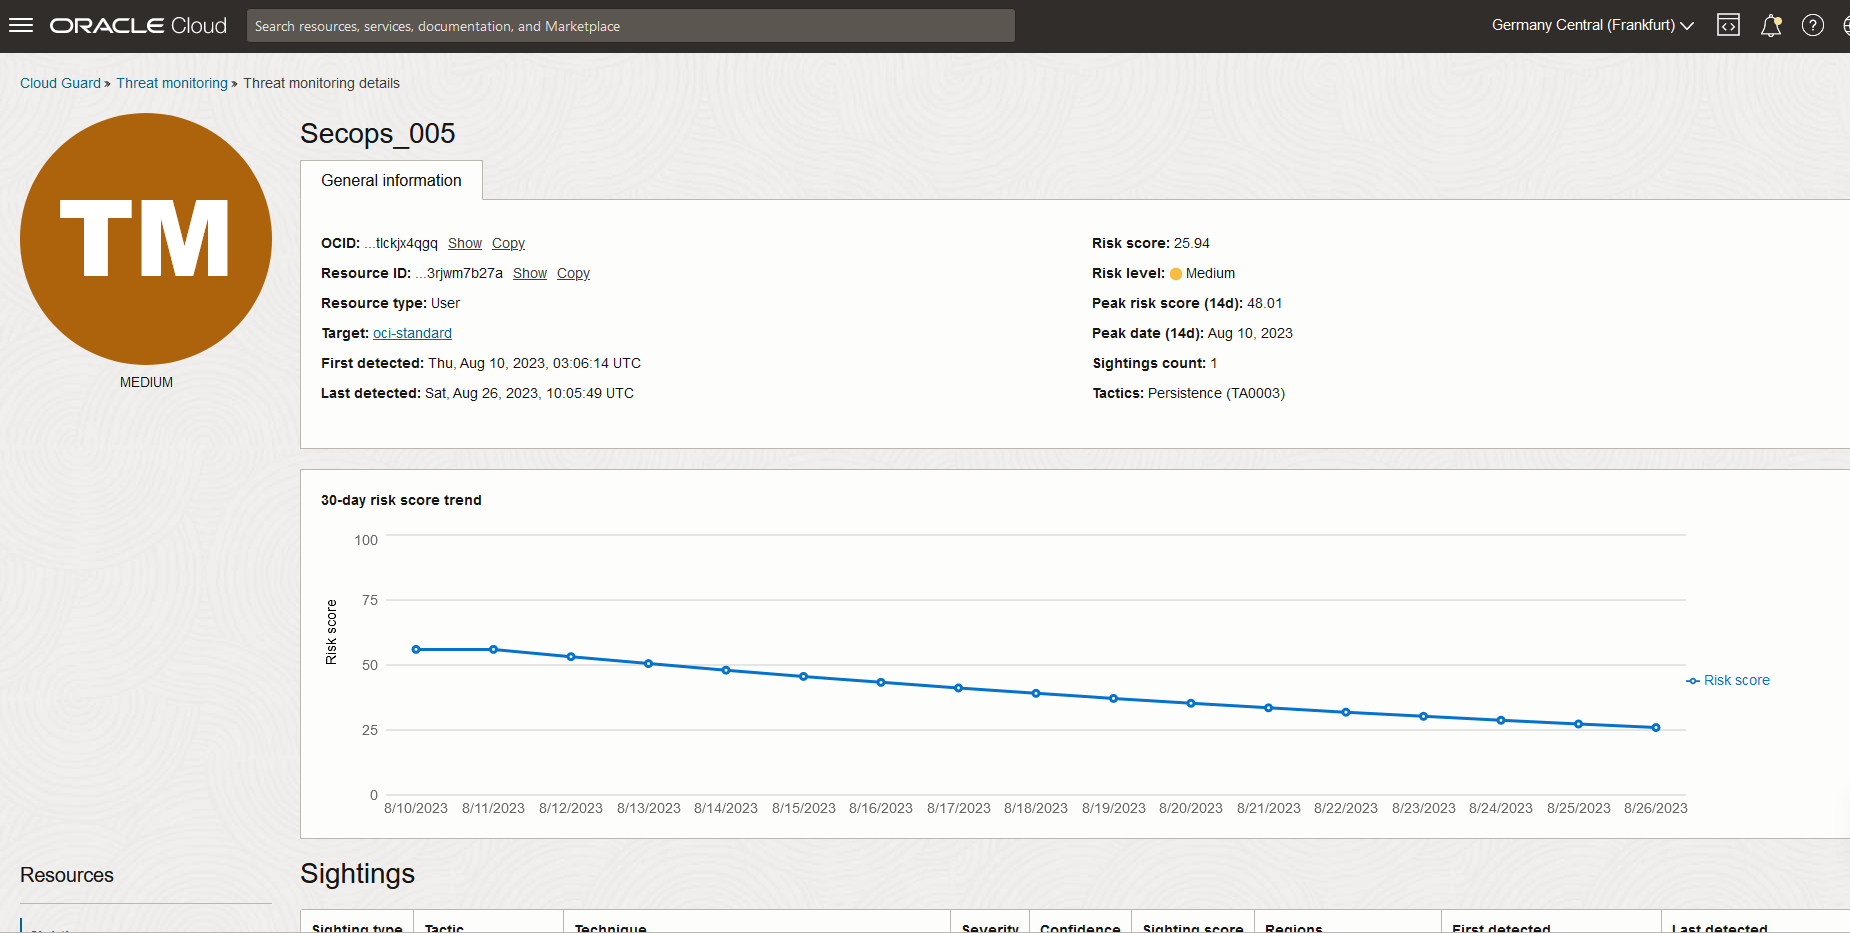 ORACLE Cloud
Search resources, services, documentation, and Marketplace
Germany Central (Frankfurt)
Cloud Guard » Threat monitoring » Threat monitoring details
TM
MEDIUM
Secops_005
General information
OCID: ...tlckjx4qgq Show Copy
Resource ID: ...3rjwm7b27a Show Copy
Resource type: User
Target: oci-standard
First detected: Thu, Aug 10, 2023, 03:06:14 UTC
Last detected: Sat, Aug 26, 2023, 10:05:49 UTC
Risk score: 25.94
Risk level: Medium
Peak risk score (14d): 48.01
Peak date (14d): Aug 10, 2023
Sightings count: 1
Tactics: Persistence (TA0003)
30-day risk score trend
100
75
50
25
0
Risk score
8/10/2023 8/11/2023 8/12/2023 8/13/2023 8/14/2023 8/15/2023 8/16/2023 8/17/2023 8/18/2023 8/19/2023 8/20/2023 8/21/2023 8/22/2023 8/23/2023 8/24/2023 8/25/2023 8/26/2023
Risk score
Resources
Sightings
Sighting type Tactic Technique Severity Confidence Sighting score Regions First detected Last detected